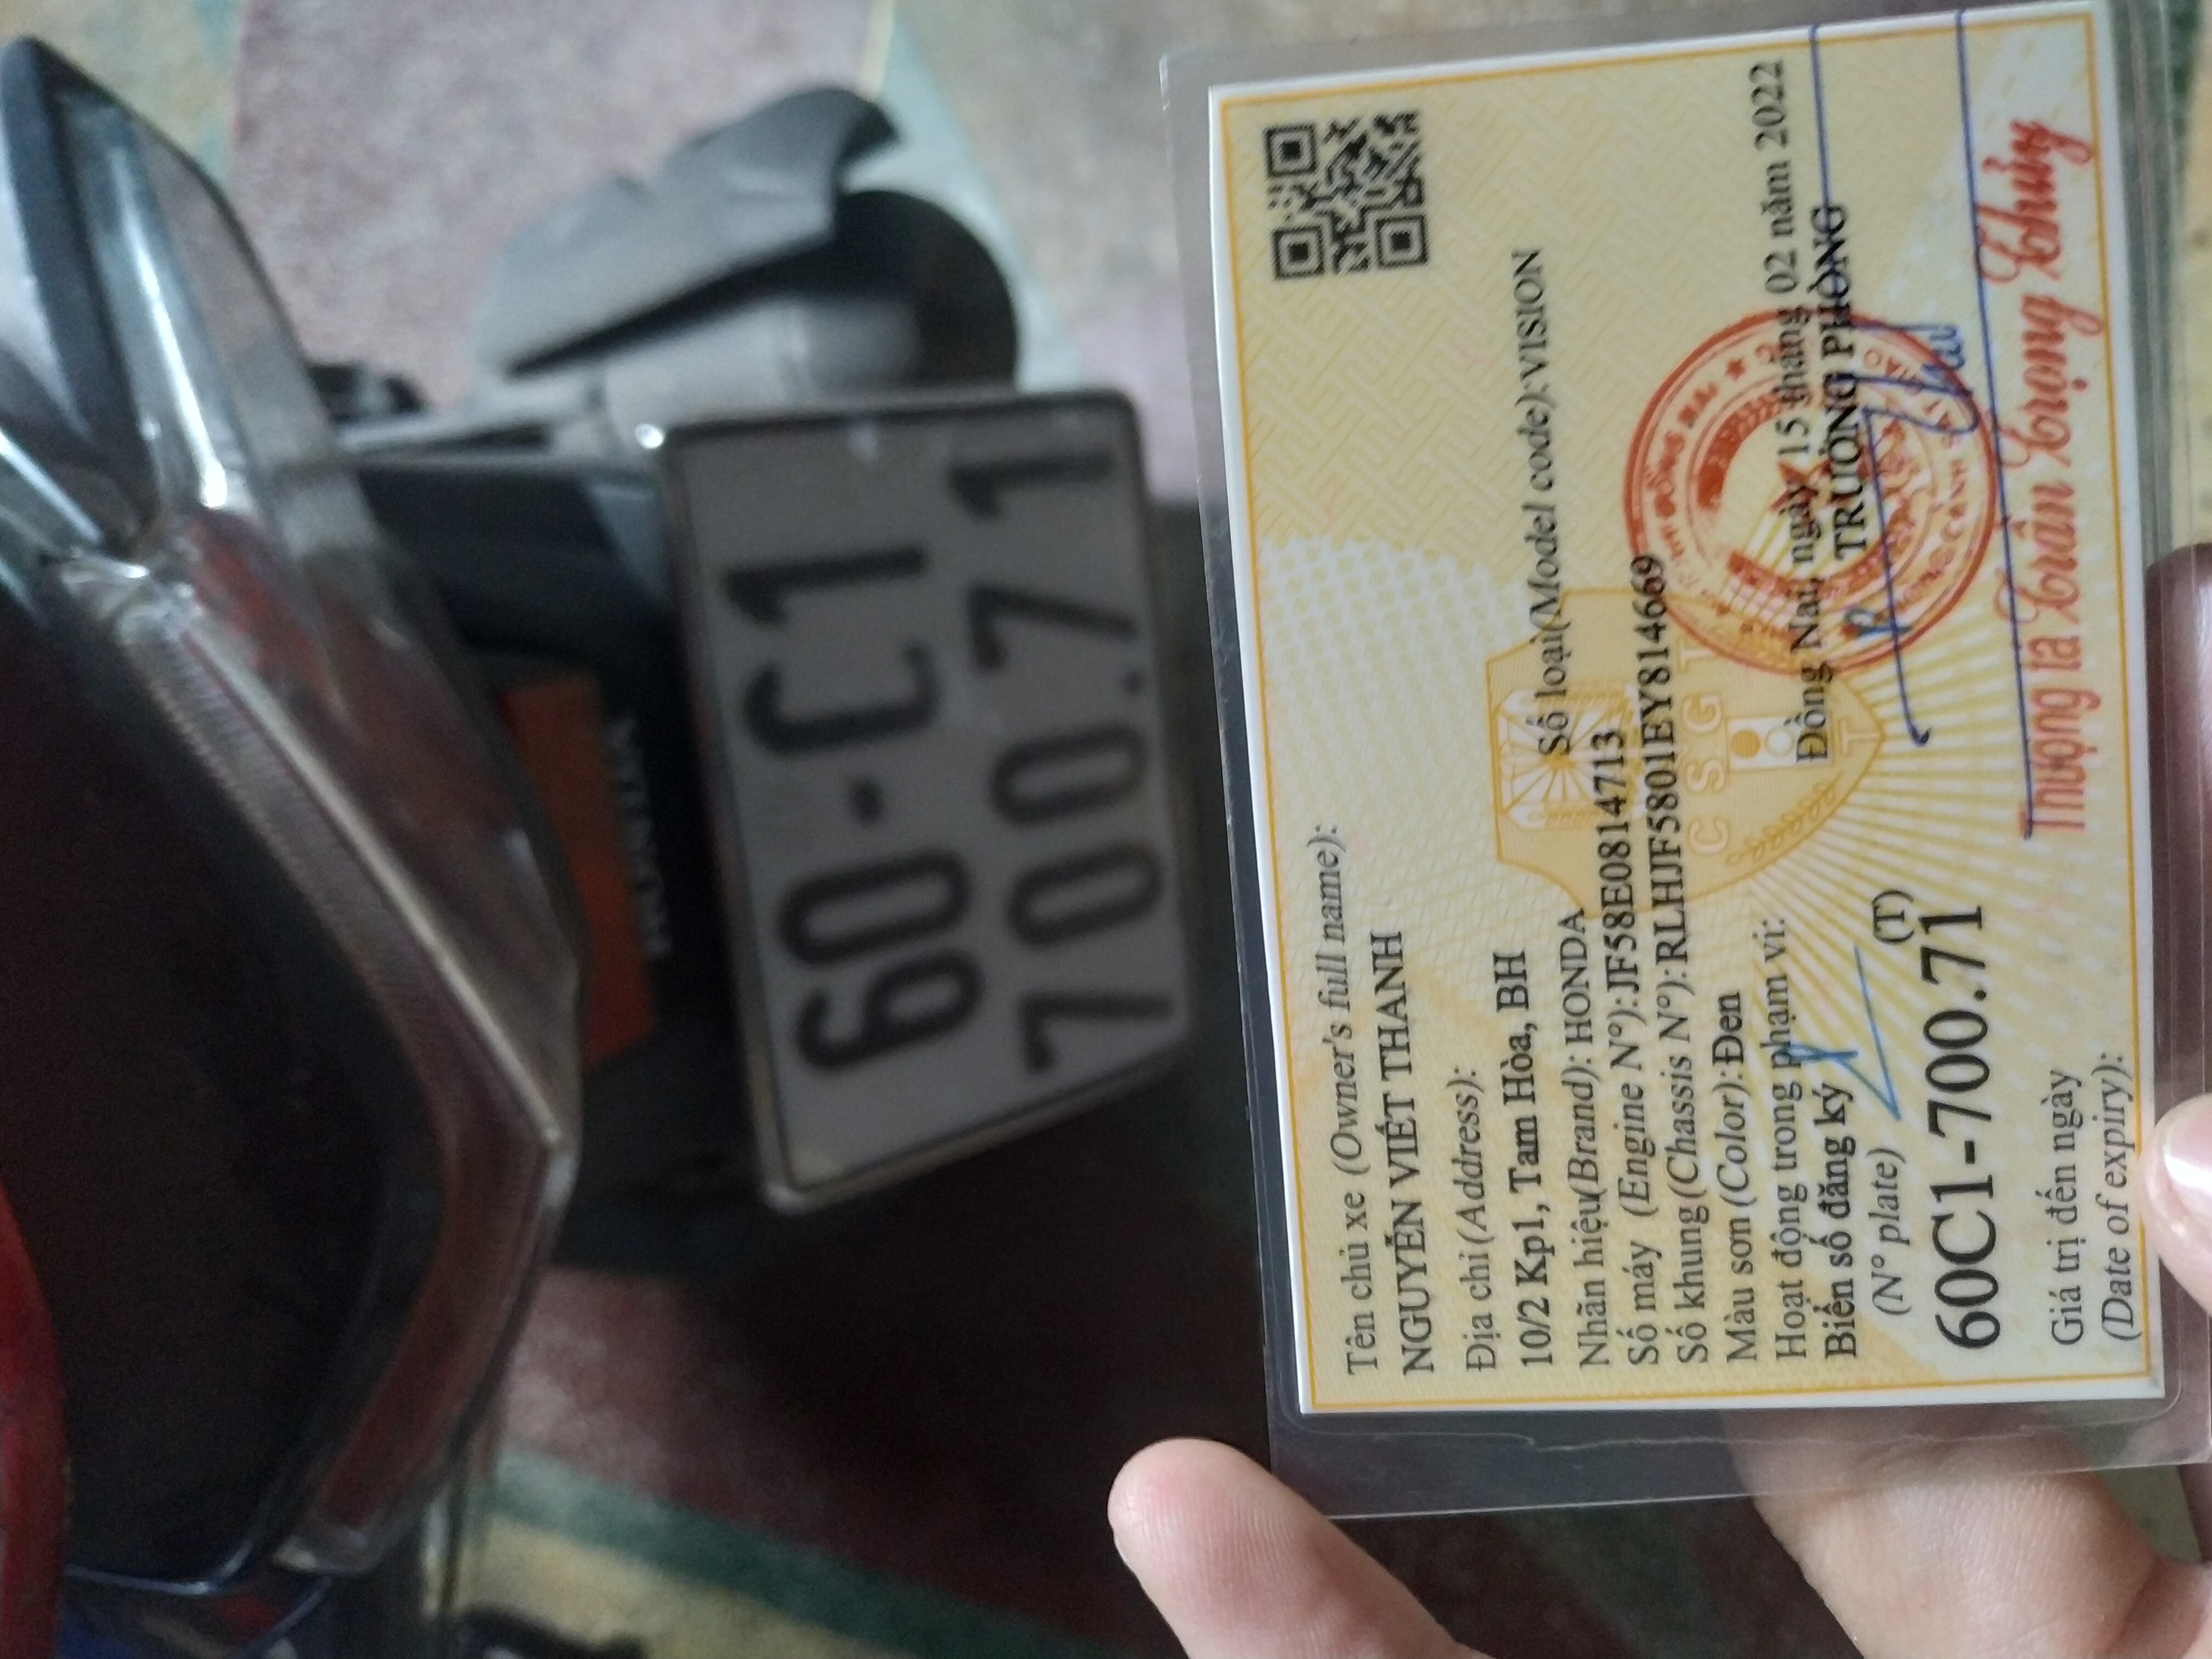 60-C1
700.71
HONDA
Tên chủ xe (Owner's full name):
NGUYỄN VIẾT THANH
Địa chỉ (Address):
10/2 Kp1, Tam Hòa, BH
Nhãn hiệu(Brand): HONDA Số loại(Model code):VISION
Số máy (Engine N°):JF58E0814713
Số khung(Chassis N°):RLHJF5801EY814669
Màu sơn (Color):Đen
Hoạt động trong phạm vi:
Đồng Nai, ngày 15 tháng 02 năm 2022
Biển số đăng ký
TRƯỞNG PHÒNG
(N° plate) (T)
60C1-700.71
Giá trị đến ngày
(Date of expiry):
Thượng tá Trần Trọng Thủy
CSGT